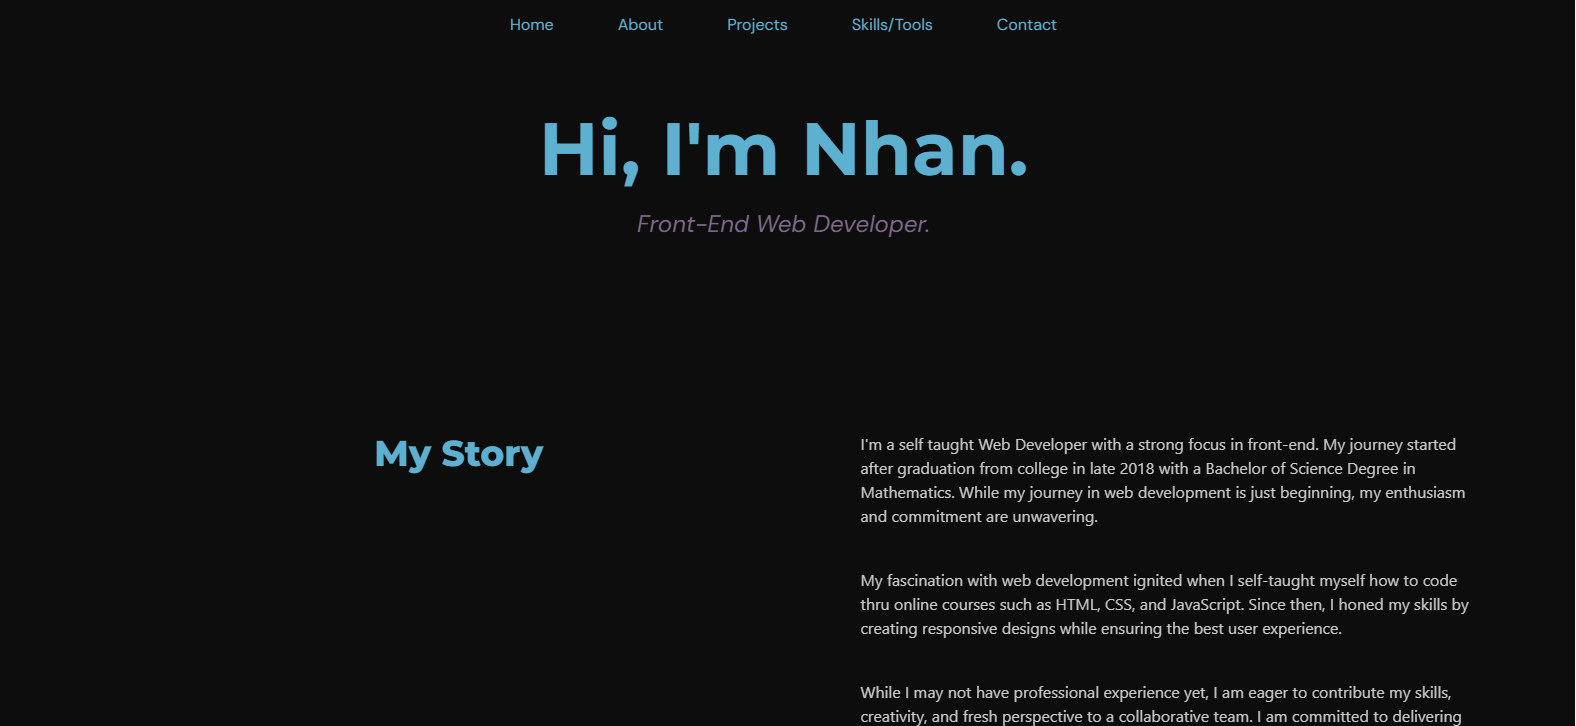 Home About Projects Skills/Tools Contact
Hi, I'm Nhan.
Front-End Web Developer.
My Story
I'm a self taught Web Developer with a strong focus in front-end. My journey started
after graduation from college in late 2018 with a Bachelor of Science Degree in
Mathematics. While my journey in web development is just beginning, my enthusiasm
and commitment are unwavering.
My fascination with web development ignited when I self-taught myself how to code
thru online courses such as HTML, CSS, and JavaScript. Since then, I honed my skills by
creating responsive designs while ensuring the best user experience.
While I may not have professional experience yet, I am eager to contribute my skills,
creativity, and fresh perspective to a collaborative team. I am committed to delivering